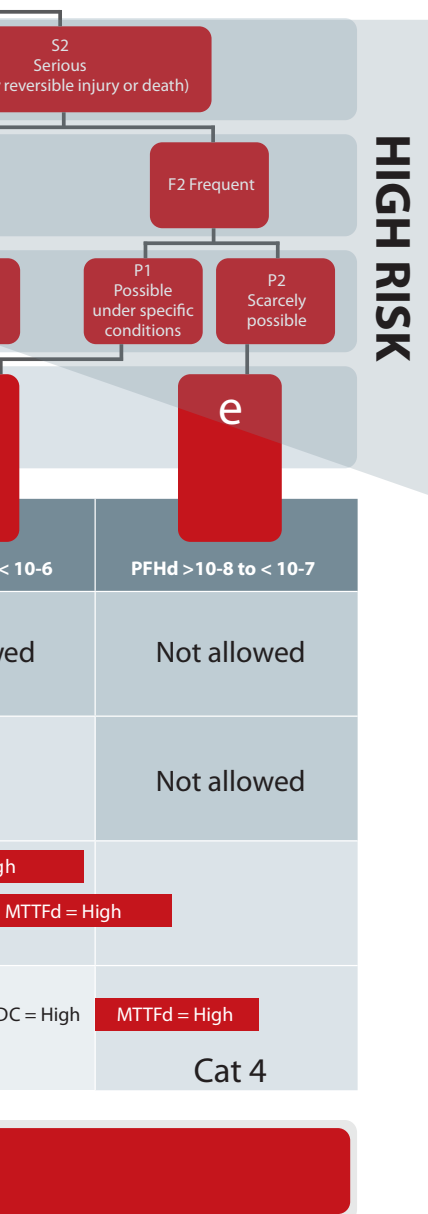 S2
Serious
reversible injury or death)
HIGH RISK
F2 Frequent
P1
Possible
under specific
conditions
P2
Scarcely
possible
e
< 10-6
PFHd >10-8 to < 10-7
Not allowed
Not allowed
MTTFd = High
DC = High
MTTFd = High
Cat 4